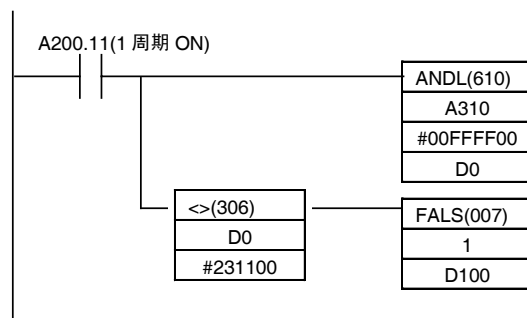 A200.11(1 周期 ON)
ANDL(610)
A310
#00FFFF00
D0
<>(306)
D0
#231100
FALS(007)
1
D100